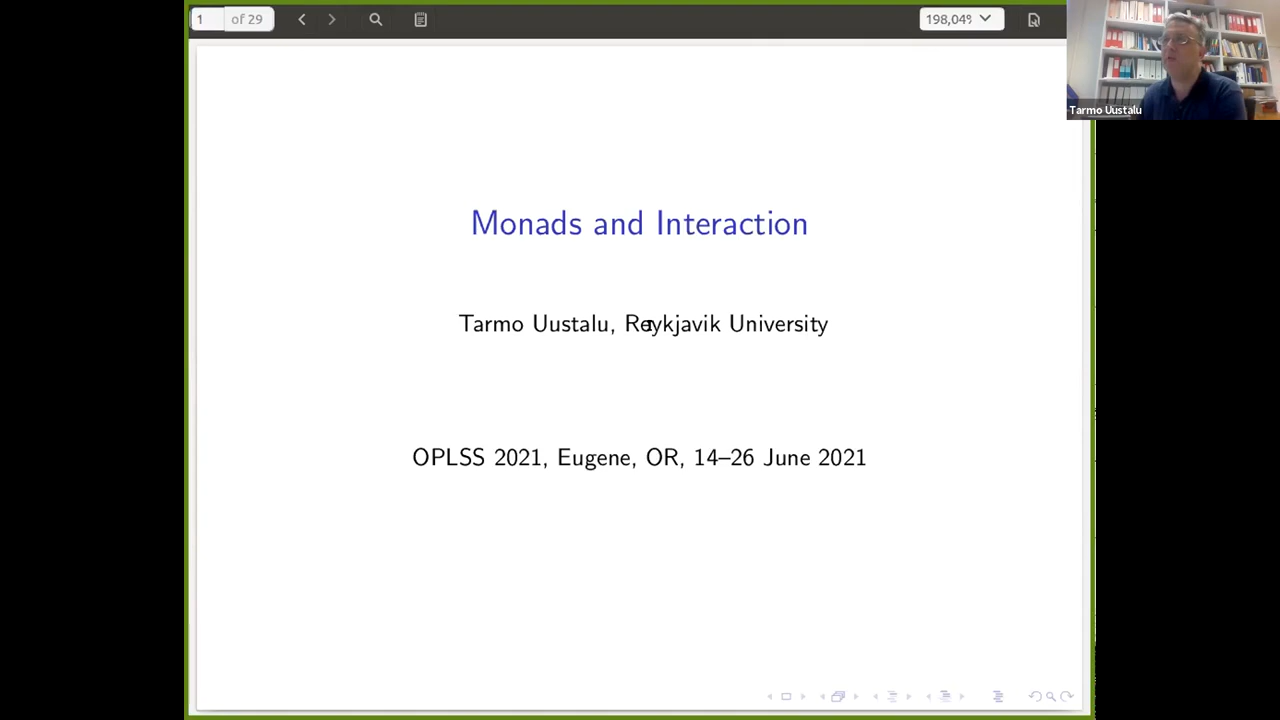 1 of 29
198,04%
Tarmo Uustalu
Monads and Interaction
Tarmo Uustalu, Reykjavik University
OPLSS 2021, Eugene, OR, 14–26 June 2021